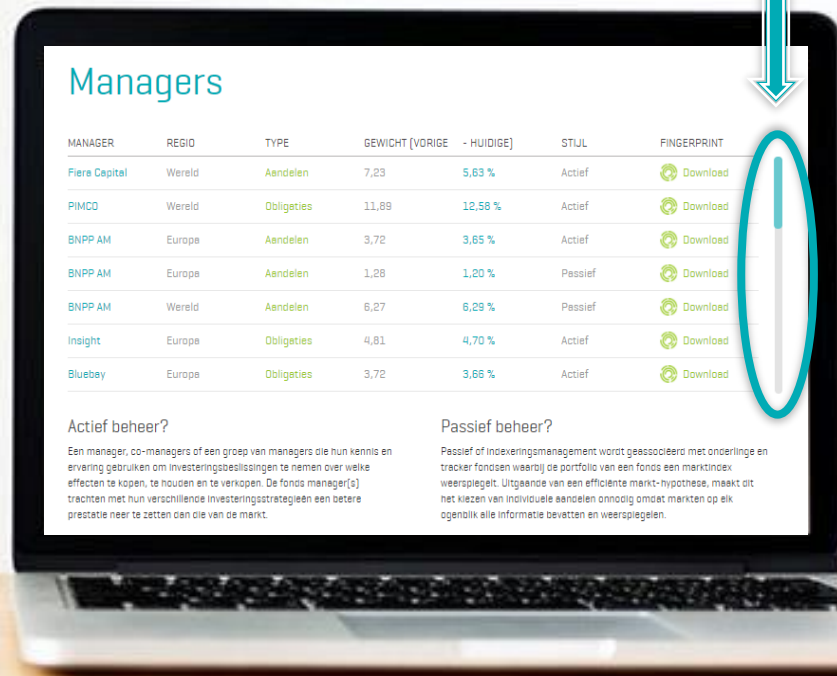 Managers
MANAGER REGIO TYPE GEWICHT (VORIGE - HUIDIGE) STIJL FINGERPRINT
Fiera Capital Wereld Aandelen 7,23 5,63 % Actief Download
PIMCO Wereld Obligaties 11,89 12,58 % Actief Download
BNPP AM Europa Aandelen 3,72 3,65 % Actief Download
BNPP AM Europa Aandelen 1,28 1,20 % Passief Download
BNPP AM Wereld Aandelen 6,27 6,29 % Passief Download
Insight Europa Obligaties 4,81 4,70 % Actief Download
Bluebay Europa Obligaties 3,72 3,66 % Actief Download
Actief beheer?
Een manager, co-managers of een groep van managers die hun kennis en
ervaring gebruiken om investeringsbeslissingen te nemen over welke
effecten te kopen, te houden en te verkopen. De fonds manager(s)
trachten met hun verschillende investeringsstrategieën een betere
prestatie neer te zetten dan die van de markt.
Passief beheer?
Passief of indexeringsmanagement wordt geassocieerd met onderlinge en
tracker fondsen waarbij de portfolio van een fonds een marktindex
weerspiegelt. Uitgaande van een efficiënte markt-hypothese, maakt dit
het kiezen van individuele aandelen onnodig omdat markten op elk
ogenblik alle informatie bevatten en weerspiegelen.